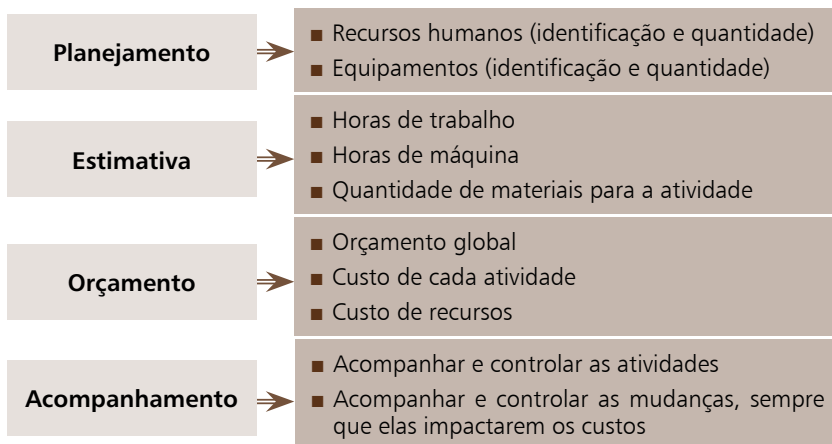 Planejamento
■ Recursos humanos (identificação e quantidade)
■ Equipamentos (identificação e quantidade)
Estimativa
■ Horas de trabalho
■ Horas de máquina
■ Quantidade de materiais para a atividade
Orçamento
■ Orçamento global
■ Custo de cada atividade
■ Custo de recursos
Acompanhamento
■ Acompanhar e controlar as atividades
■ Acompanhar e controlar as mudanças, sempre
que elas impactarem os custos